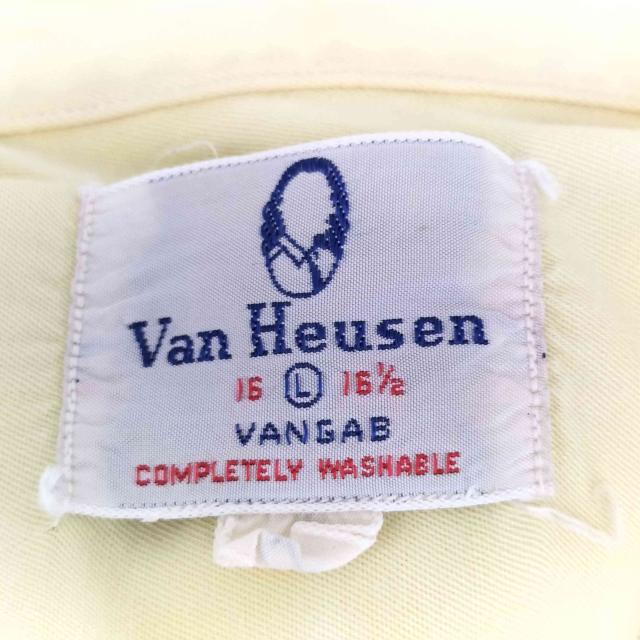 Van Heusen
16 L 16½
VANGAB
COMPLETELY WASHABLE